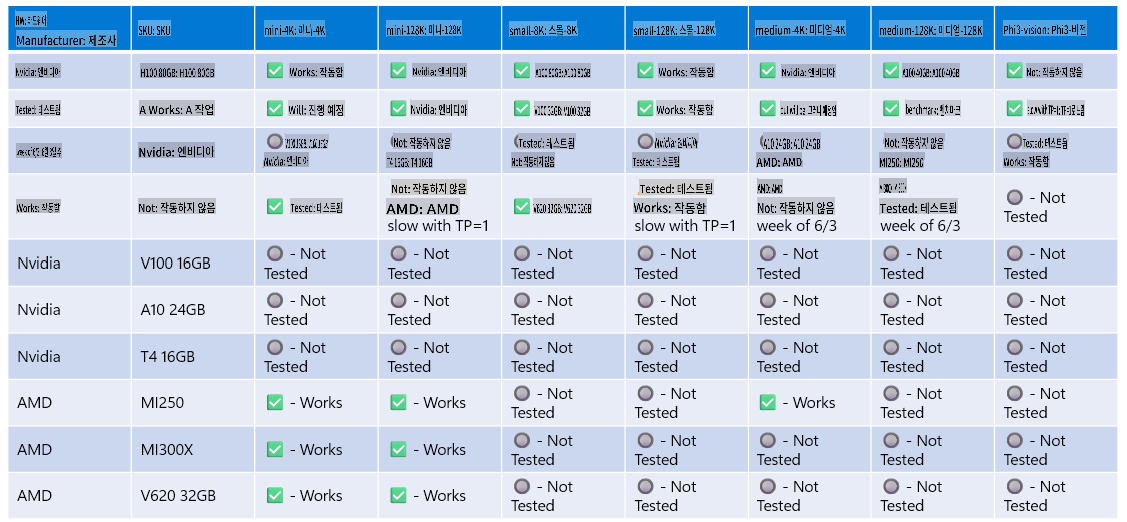 HW: 하드웨어
Manufacturer: 제조사
SKU: SKU
mini-4K: 미니-4K
mini-128K: 미니-128K
small-8K: 스몰-8K
small-128K: 스몰-128K
medium-4K: 미디엄-4K
medium-128K: 미디엄-128K
Phi3-vision: Phi3-비전
Nvidia: 엔비디아
H100 80GB: H100 80GB
Works: 작동함
Nvidia: 엔비디아
A100 80GB: A100 80GB
Works: 작동함
Nvidia: 엔비디아
A100 40GB: A100 40GB
Not: 작동하지 않음
Tested: 테스트됨
A Works: A 작업
Will: 진행 예정
Nvidia: 엔비디아
V100 32GB: V100 32GB
Works: 작동함
benchmark: 벤치마크
Nvidia: 엔비디아
Nvidia: 엔비디아
Not: 작동하지 않음
T4 16GB: T4 16GB
Tested: 테스트됨
Not: 작동하지 않음
Nvidia: 엔비디아
Tested: 테스트됨
A10 24GB: A10 24GB
AMD: AMD
Not: 작동하지 않음
MI250: MI250
Tested: 테스트됨
Works: 작동함
Works: 작동함
Not: 작동하지 않음
Tested: 테스트됨
Not: 작동하지 않음
AMD: AMD
slow with TP=1
V620 32GB: V620 32GB
Tested: 테스트됨
Works: 작동함
slow with TP=1
AMD: AMD
Not: 작동하지 않음
week of 6/3
Tested: 테스트됨
week of 6/3
- Not
Tested
Nvidia
V100 16GB
- Not
Tested
- Not
Tested
- Not
Tested
- Not
Tested
- Not
Tested
- Not
Tested
- Not
Tested
Nvidia
A10 24GB
- Not
Tested
- Not
Tested
- Not
Tested
- Not
Tested
- Not
Tested
- Not
Tested
- Not
Tested
Nvidia
T4 16GB
- Not
Tested
- Not
Tested
- Not
Tested
- Not
Tested
- Not
Tested
- Not
Tested
- Not
Tested
AMD
MI250
- Works
- Works
- Not
Tested
- Not
Tested
- Works
- Not
Tested
- Not
Tested
AMD
MI300X
- Works
- Works
- Not
Tested
- Not
Tested
- Not
Tested
- Not
Tested
- Not
Tested
AMD
V620 32GB
- Works
- Works
- Not
Tested
- Not
Tested
- Not
Tested
- Not
Tested
- Not
Tested